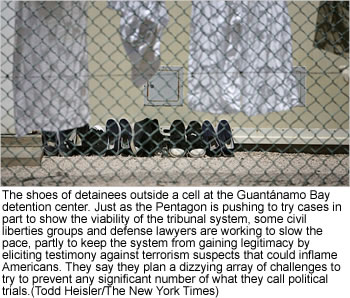 The shoes of detainees outside a cell at the Guantánamo Bay
detention center. Just as the Pentagon is pushing to try cases in
part to show the viability of the tribunal system, some civil
liberties groups and defense lawyers are working to slow the
pace, partly to keep the system from gaining legitimacy by
eliciting testimony against terrorism suspects that could inflame
Americans. They say they plan a dizzying array of challenges to
try to prevent any significant number of what they call political
trials.(Todd Heisler/The New York Times)